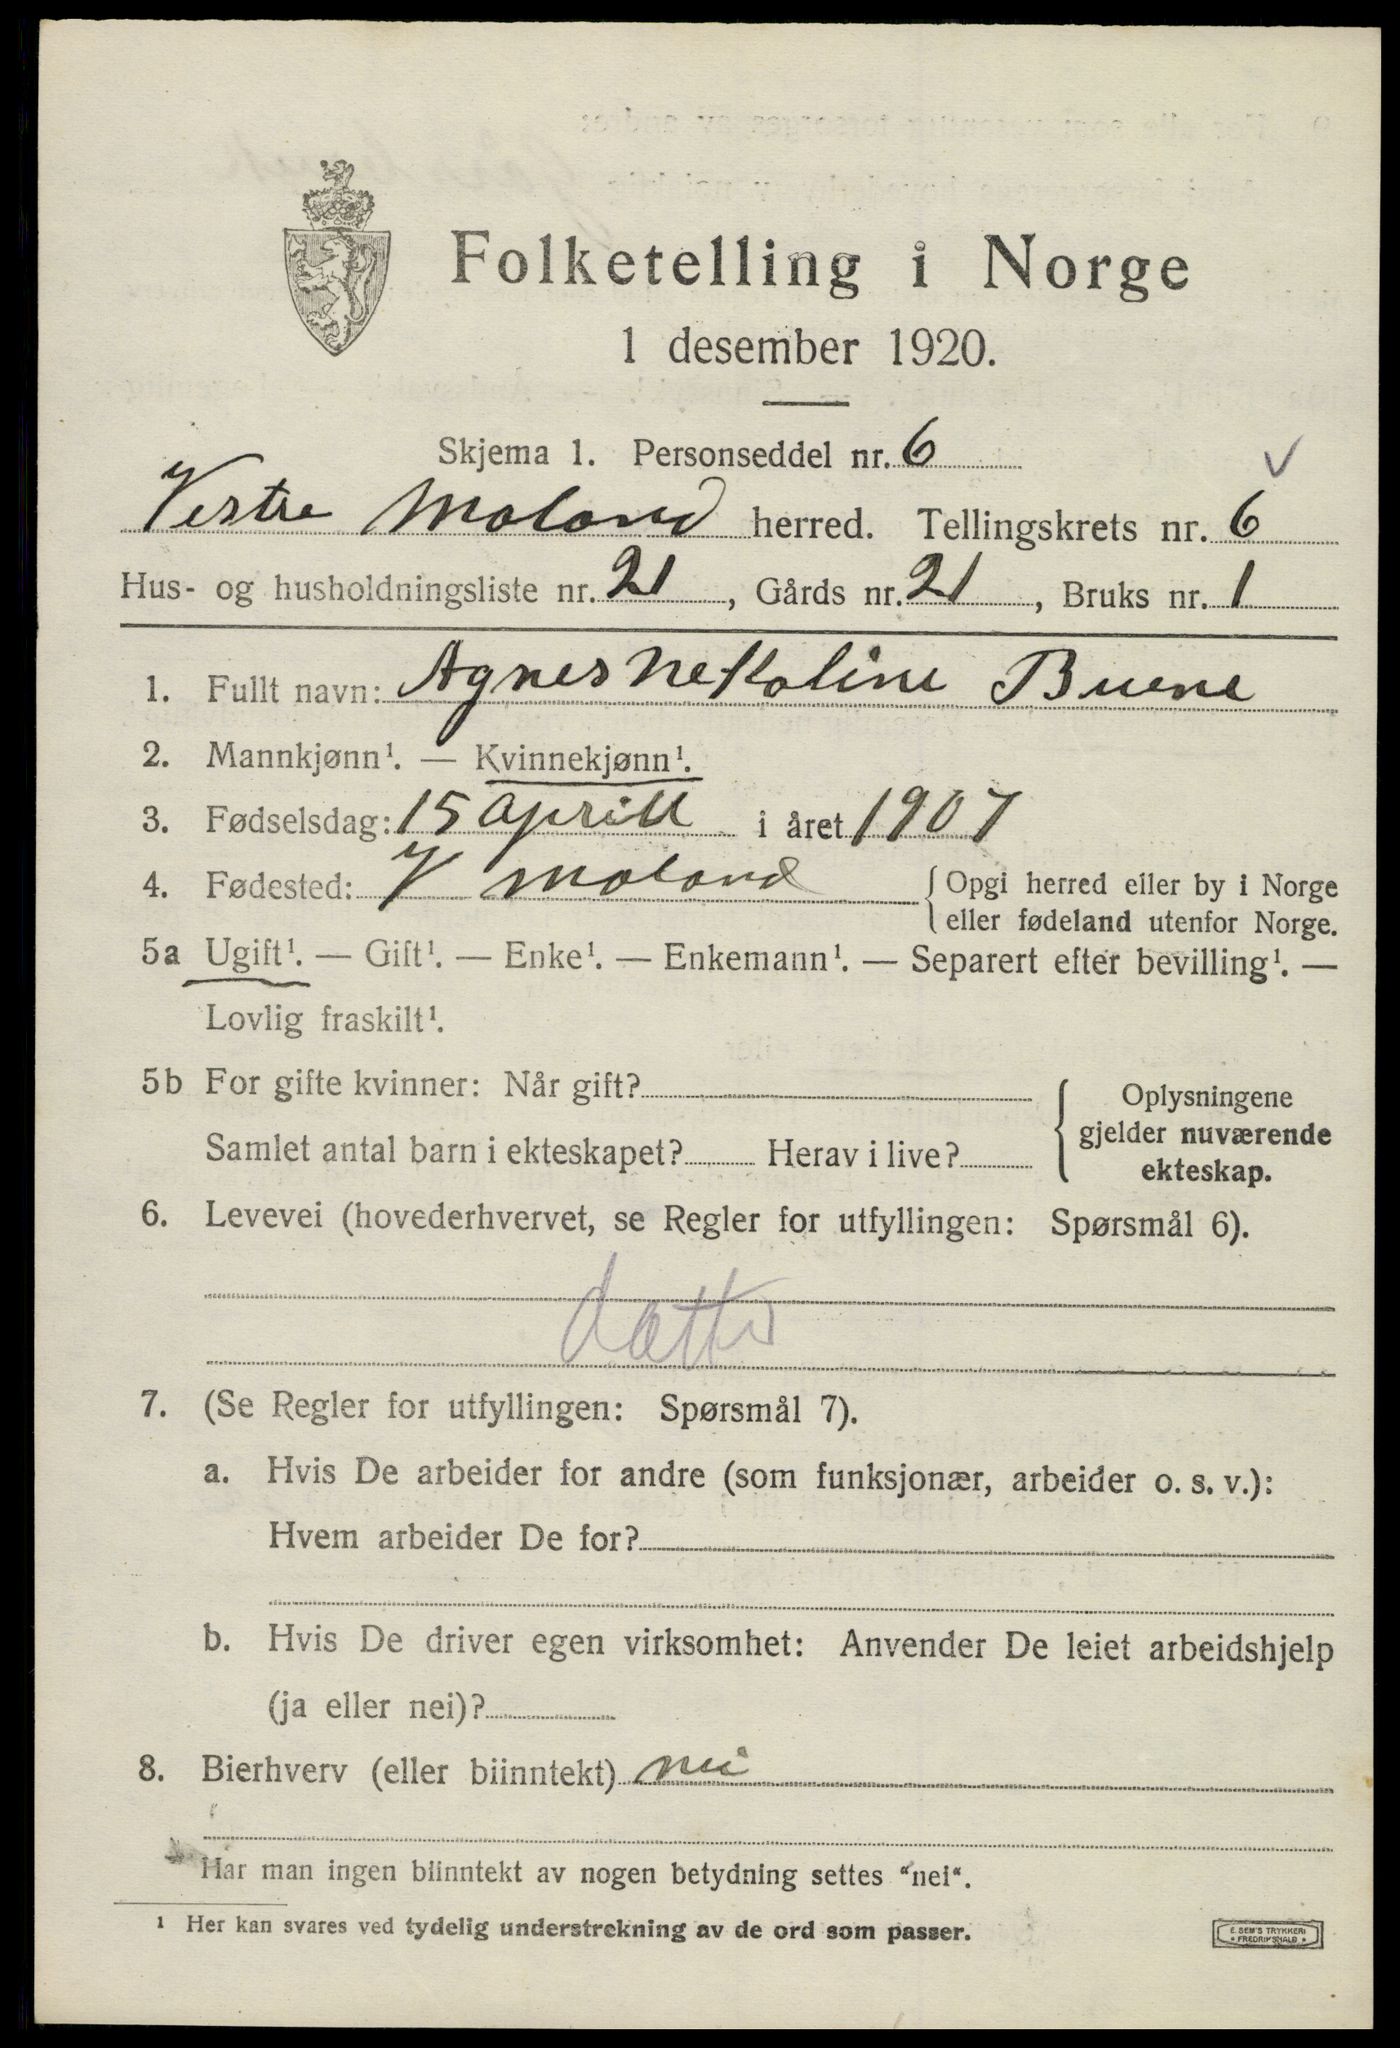 Folketelling i Norge
1 desember 1920.
Skjema 1. Personseddel nr. 6
Vestre Moland herred. Tellingskrets nr. 6
Hus- og husholdningsliste nr. 21, Gårds nr. 21, Bruks nr. 1
1. Fullt navn: Agnes Nekoline Buene
2. Mannkjønn¹. — Kvinnekjønn¹.
3. Fødselsdag: 15 April i året 1907
4. Fødested: V Moland {Opgi herred eller by i Norge
eller fødeland utenfor Norge.
5a Ugift¹. — Gift¹. — Enke¹. — Enkemann¹. — Separert efter bevilling¹. —
Lovlig fraskilt¹.
5b For gifte kvinner: Når gift?
Samlet antal barn i ekteskapet? Herav i live?
{Oplysningene
gjelder nuværende
ekteskap.
6. Levevei (hovederhvervet, se Regler for utfyllingen: Spørsmål 6).
datter
7. (Se Regler for utfyllingen: Spørsmål 7).
a. Hvis De arbeider for andre (som funksjonær, arbeider o. s. v.):
Hvem arbeider De for?
b. Hvis De driver egen virksomhet: Anvender De leiet arbeidshjelp
(ja eller nei)?
8. Bierhverv (eller biinntekt) nei
Har man ingen biinntekt av nogen betydning settes “nei“.
¹ Her kan svares ved tydelig understrekning av de ord som passer.
E. SEM'S TRYKKERI
• FREDRIKSHALD •